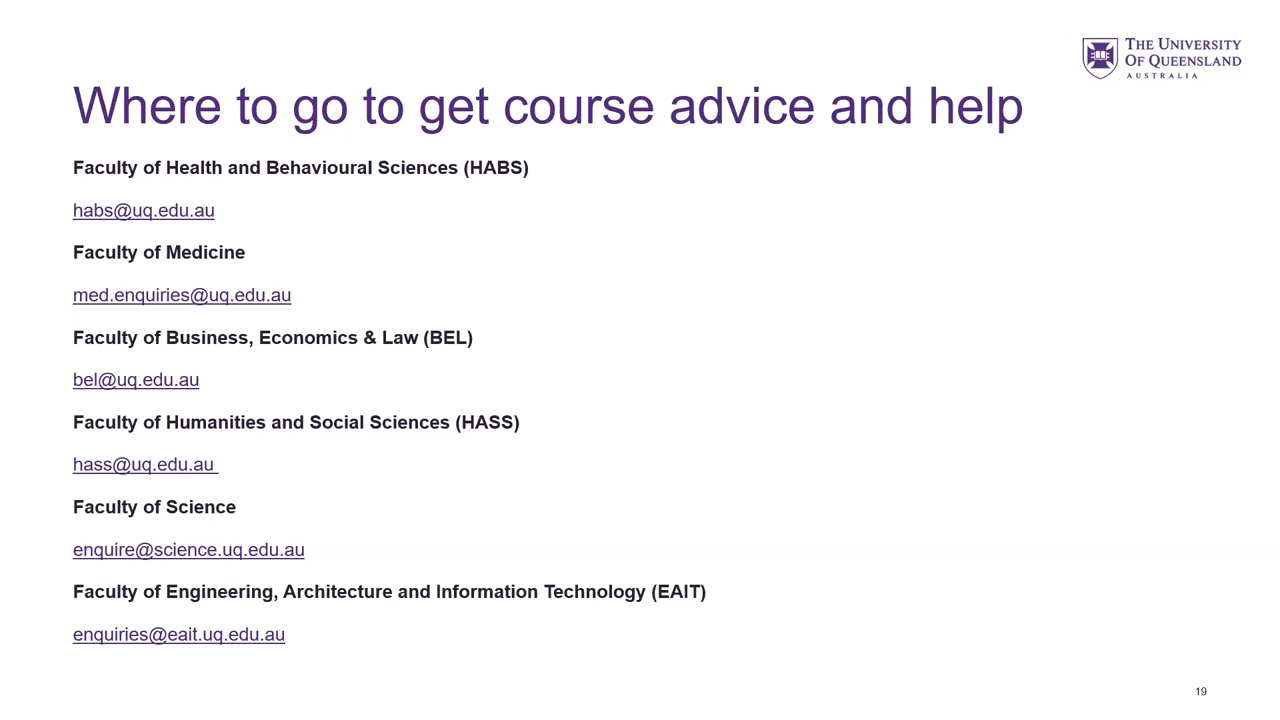 THE UNIVERSITY
OF QUEENSLAND
AUSTRALIA
Where to go to get course advice and help
Faculty of Health and Behavioural Sciences (HABS)
habs@uq.edu.au
Faculty of Medicine
med.enquiries@uq.edu.au
Faculty of Business, Economics & Law (BEL)
bel@uq.edu.au
Faculty of Humanities and Social Sciences (HASS)
hass@uq.edu.au
Faculty of Science
enquire@science.uq.edu.au
Faculty of Engineering, Architecture and Information Technology (EAIT)
enquiries@eait.uq.edu.au
19